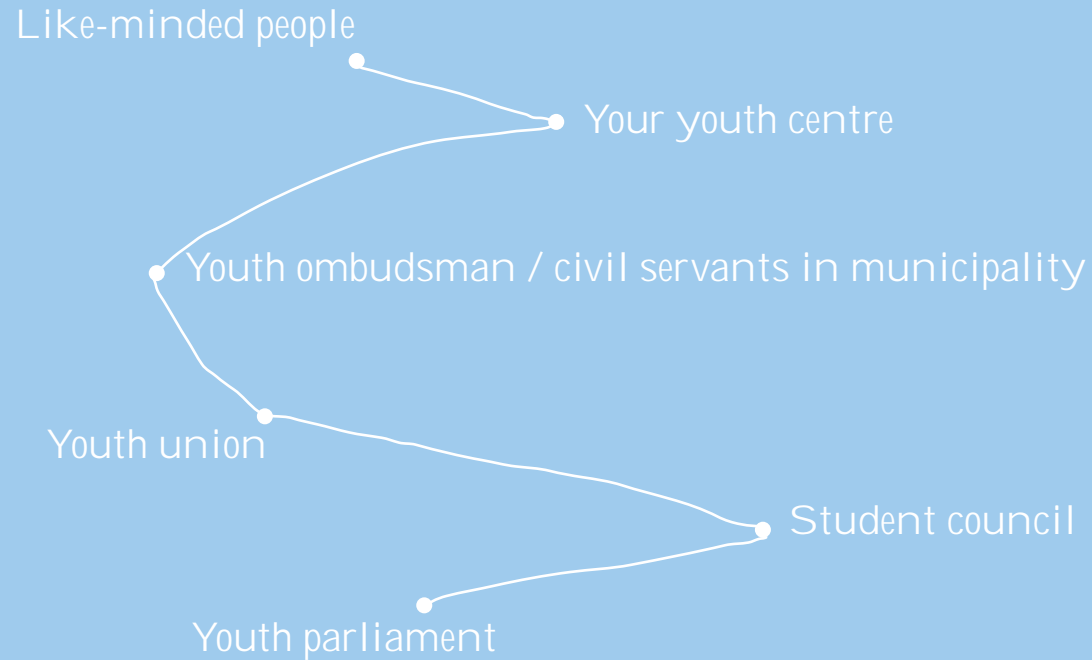 Like-minded people
Your youth centre
Youth ombudsman / civil servants in municipality
Youth union
Student council
Youth parliament